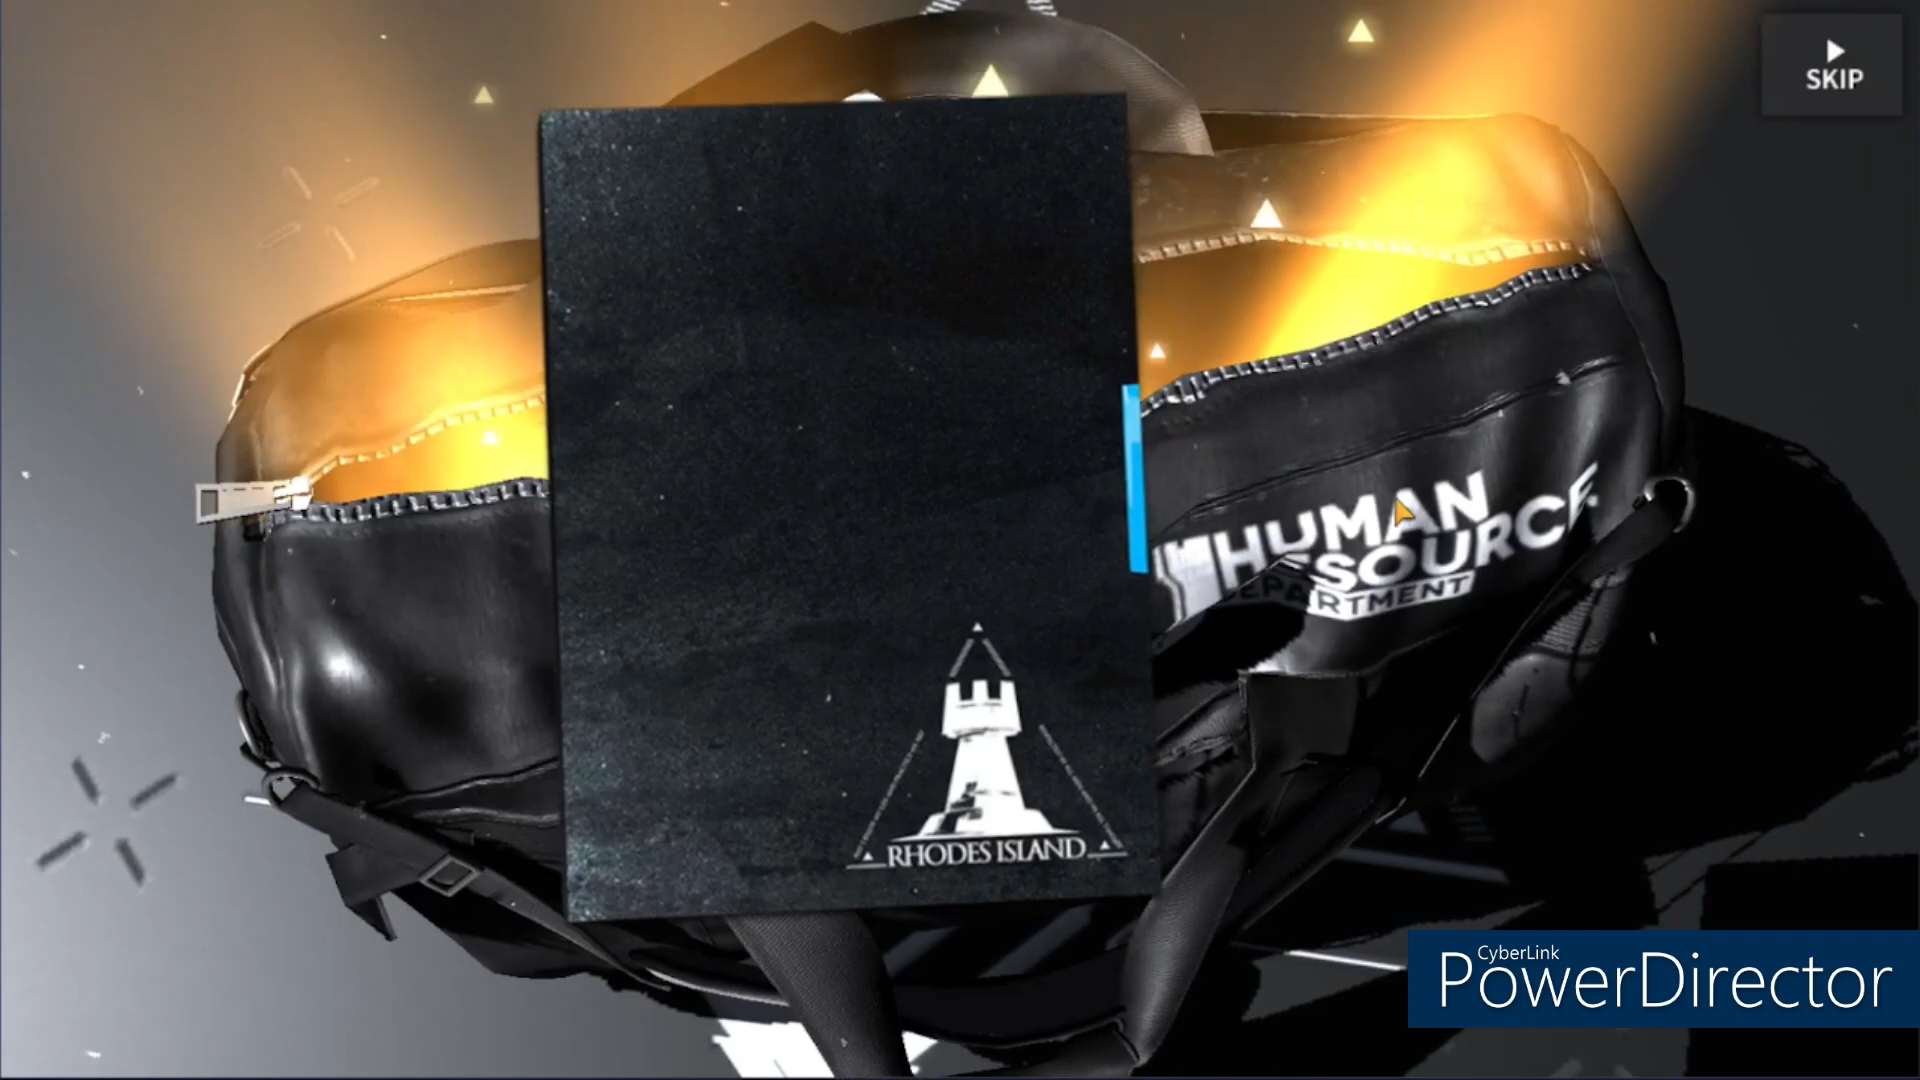 SKIP
HUMAN
RESOURCE
DEPARTMENT
RHODES ISLAND
CyberLink
PowerDirector